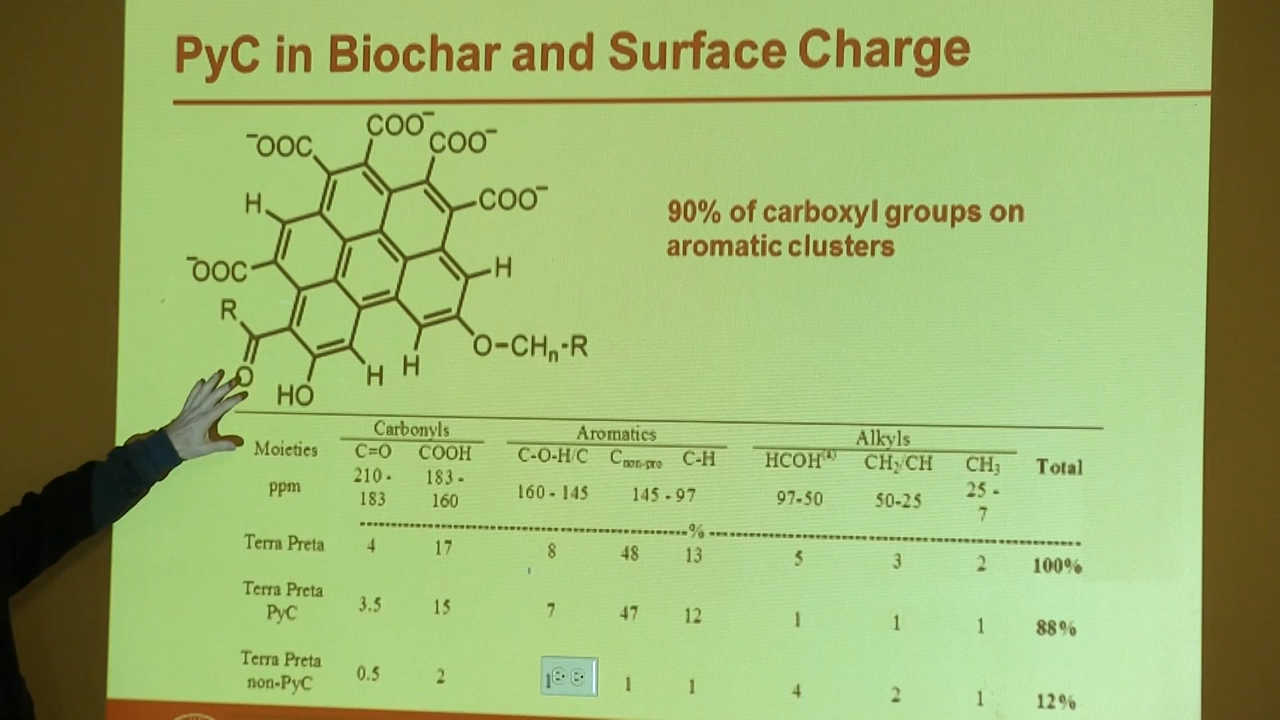 PyC in Biochar and Surface Charge
COO⁻
⁻OOC
COO⁻
H
COO⁻
⁻OOC
H
R
O
HO
H
H
O-CHₙ-R
90% of carboxyl groups on
aromatic clusters
Carbonyls Aromatics Alkyls
Moieties C=O COOH C-O-H/C Cnon-pro C-H HCOH CH₂/CH CH₃ Total
ppm 210 - 183 183 - 160 160 - 145 145 - 97 97-50 50-25 25 - 7
%
Terra Preta 4 17 8 48 13 5 3 2 100%
Terra Preta PyC 3.5 15 7 47 12 1 1 1 88%
Terra Preta non-PyC 0.5 2 1 1 1 4 2 1 12%